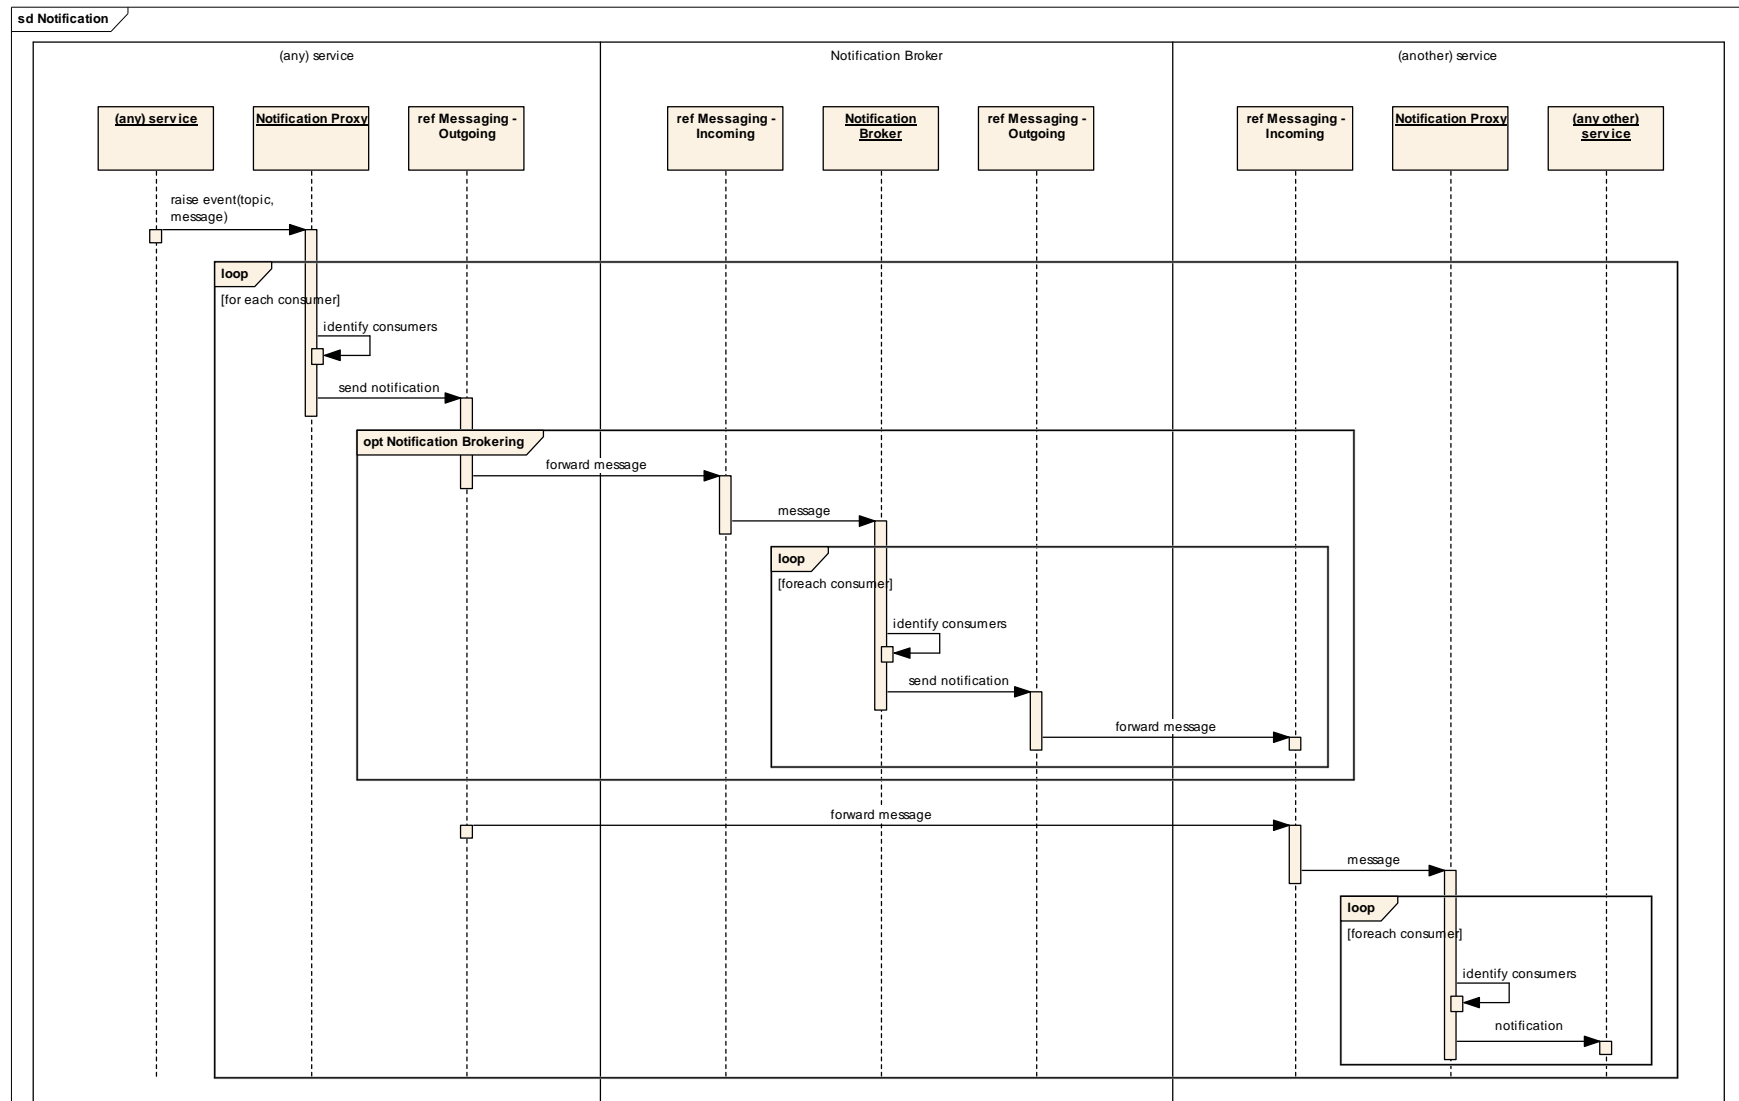 sd Notification
(any) service
Notification Broker
(another) service
(any) service
Notification Proxy
ref Messaging -
Outgoing
ref Messaging -
Incoming
Notification
Broker
ref Messaging -
Outgoing
ref Messaging -
Incoming
Notification Proxy
(any other)
service
raise event(topic,
message)
loop
[for each consumer]
identify consumers
send notification
opt Notification Brokering
forward message
message
loop
[foreach consumer]
identify consumers
send notification
forward message
forward message
message
loop
[foreach consumer]
identify consumers
notification